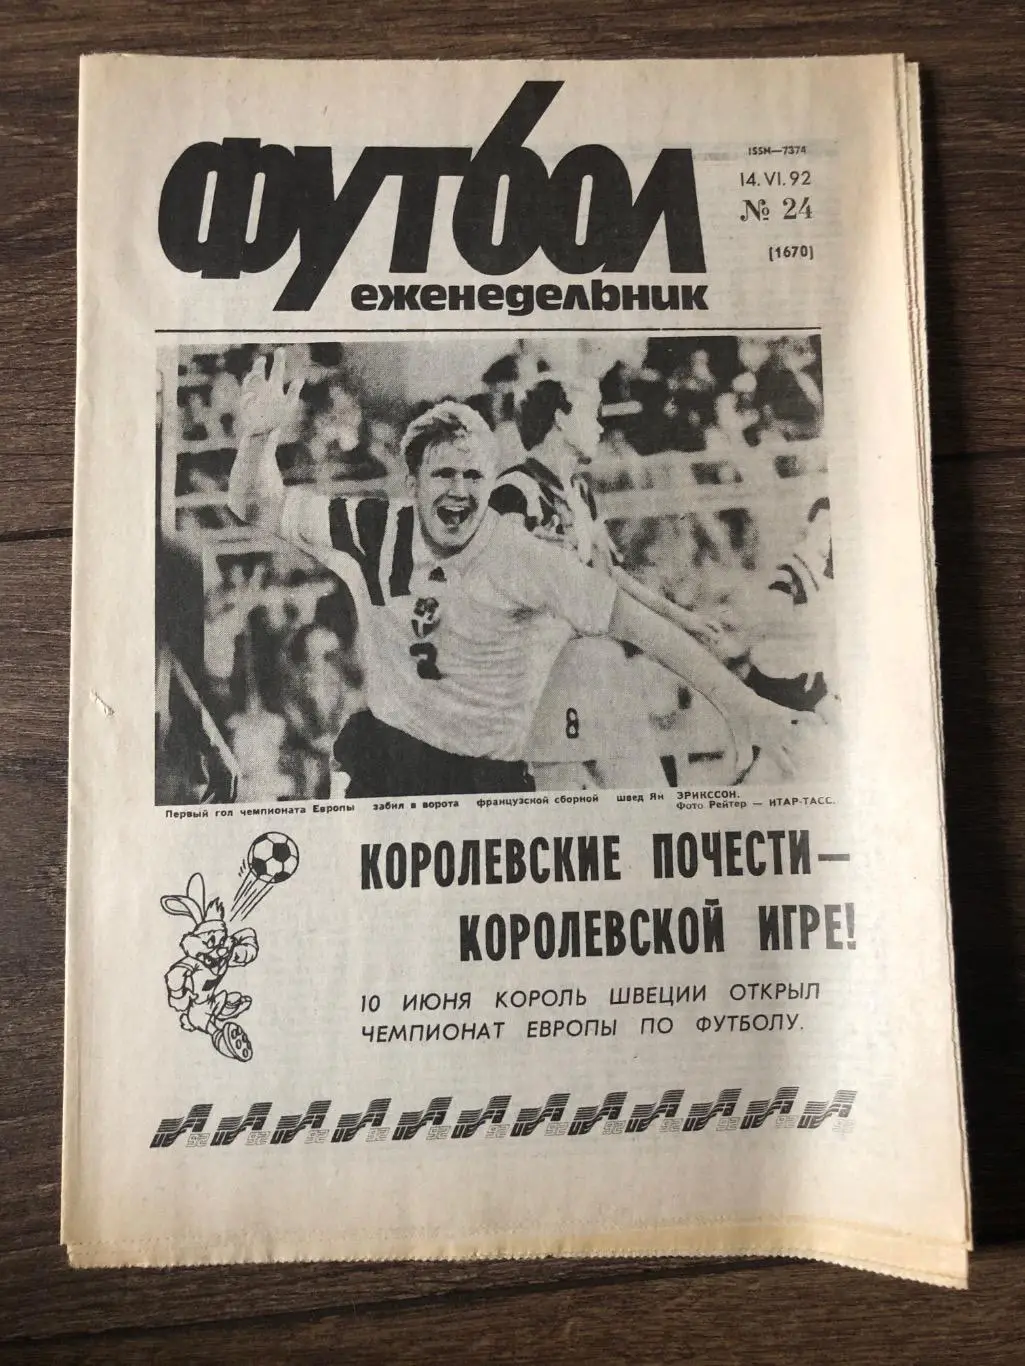 футбол
еженедельник
ISSN—7374
14.VI.92
№ 24
[1670]
8
Первый гол чемпионата Европы забил в ворота французской сборной швед Ян ЭРИКССОН.
Фото Рейтер — ИТАР-ТАСС.
КОРОЛЕВСКИЕ ПОЧЕСТИ—
КОРОЛЕВСКОЙ ИГРЕ!
10 ИЮНЯ КОРОЛЬ ШВЕЦИИ ОТКРЫЛ
ЧЕМПИОНАТ ЕВРОПЫ ПО ФУТБОЛУ.